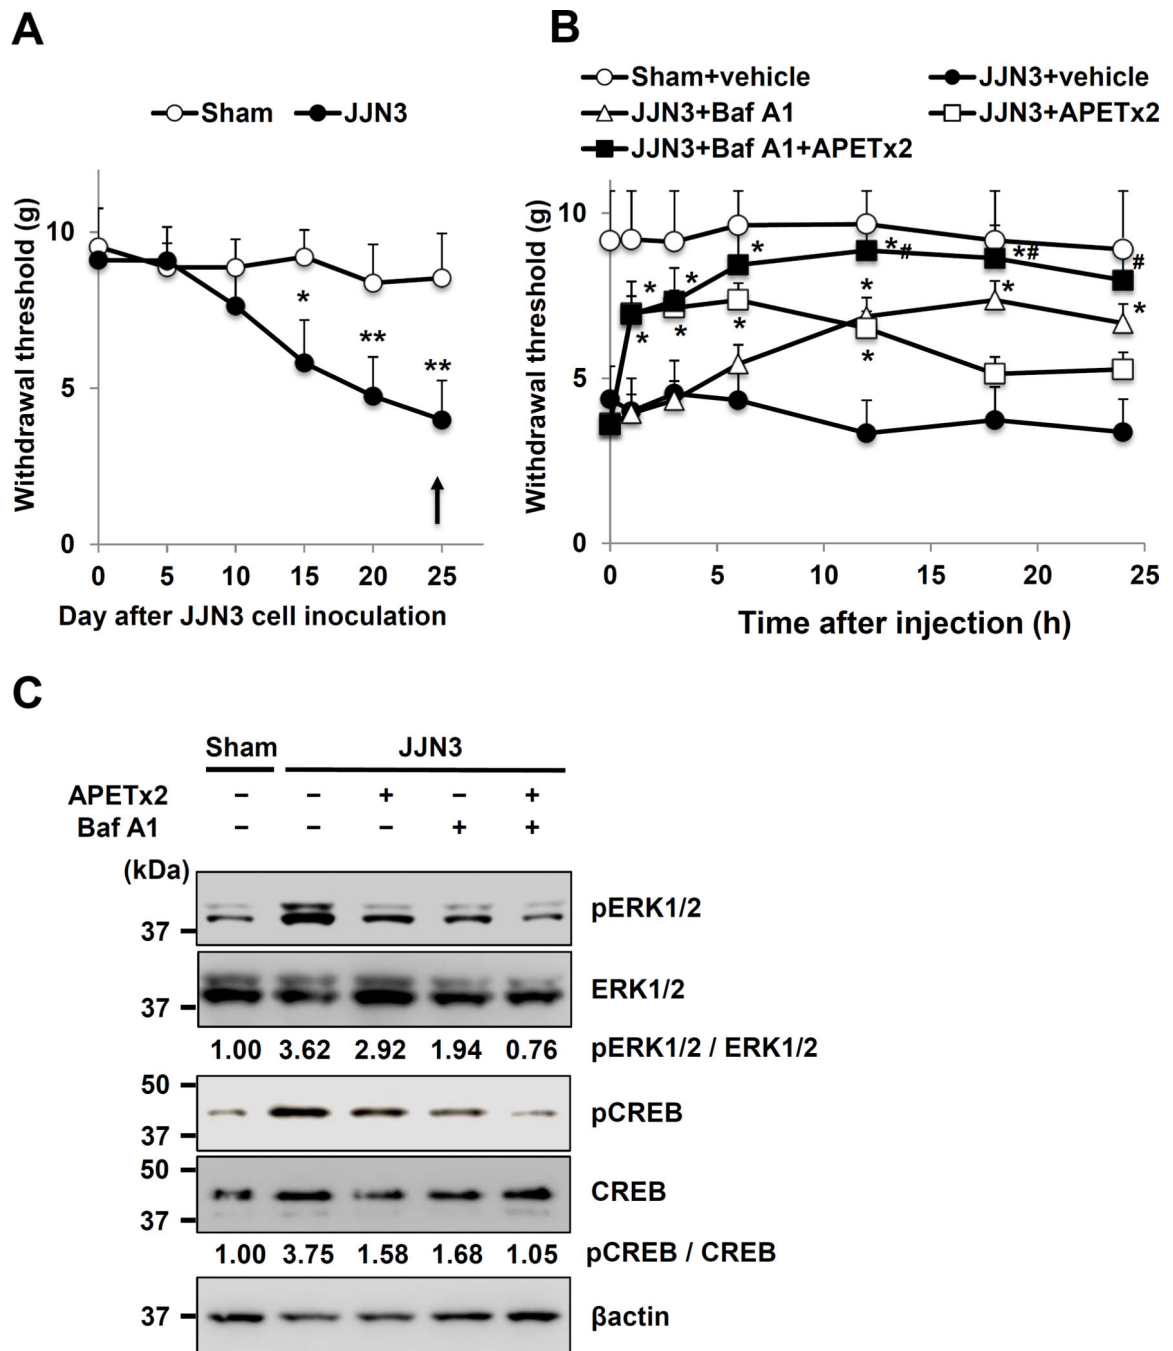 A
Sham JJN3
Withdrawal threshold (g)
10
5
0
* ** **
0 5 10 15 20 25
Day after JJN3 cell inoculation
B
Sham+vehicle JJN3+vehicle
JJN3+Baf A1 JJN3+APETx2
JJN3+Baf A1+APETx2
Withdrawal threshold (g)
10
5
0
* *# *# #
* * * * *
* * * *
0 5 10 15 20 25
Time after injection (h)
C
Sham JJN3
APETx2 – – + – +
Baf A1 – – – + +
(kDa)
37 pERK1/2
37 ERK1/2
1.00 3.62 2.92 1.94 0.76 pERK1/2 / ERK1/2
50
37 pCREB
50
37 CREB
1.00 3.75 1.58 1.68 1.05 pCREB / CREB
37 βactin